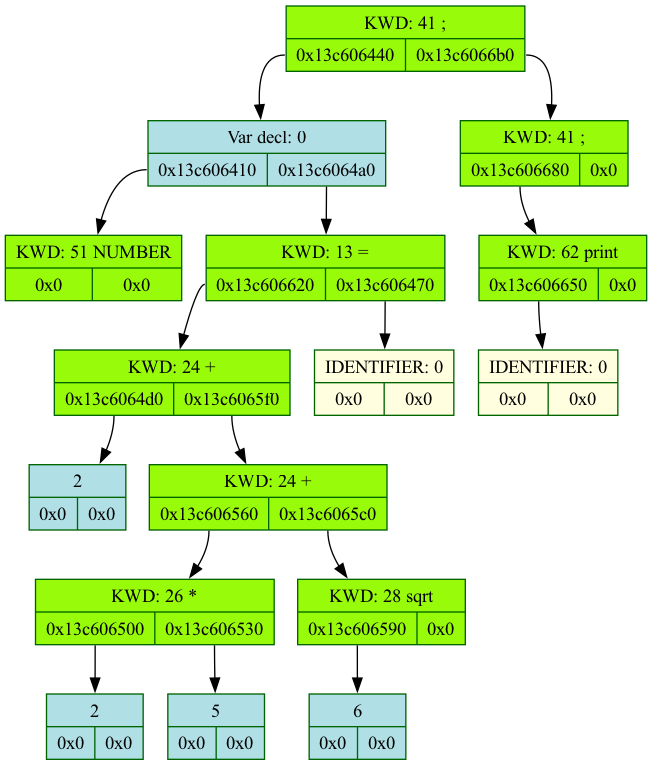 KWD: 41 ;
0x13c606440 0x13c6066b0
Var decl: 0
0x13c606410 0x13c6064a0
KWD: 41 ;
0x13c606680 0x0
KWD: 51 NUMBER
0x0 0x0
KWD: 13 =
0x13c606620 0x13c606470
KWD: 62 print
0x13c606650 0x0
KWD: 24 +
0x13c6064d0 0x13c6065f0
IDENTIFIER: 0
0x0 0x0
IDENTIFIER: 0
0x0 0x0
2
0x0 0x0
KWD: 24 +
0x13c606560 0x13c6065c0
KWD: 26 *
0x13c606500 0x13c606530
KWD: 28 sqrt
0x13c606590 0x0
2
0x0 0x0
5
0x0 0x0
6
0x0 0x0